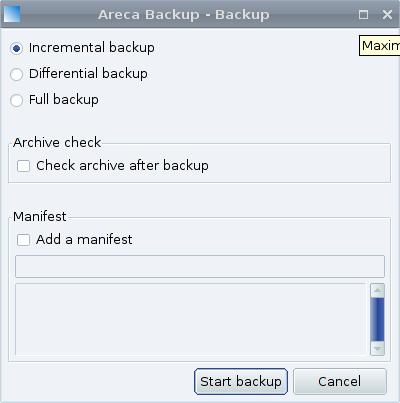 Areca Backup - Backup
Incremental backup
Maxim
Differential backup
Full backup
Archive check
Check archive after backup
Manifest
Add a manifest
Start backup
Cancel